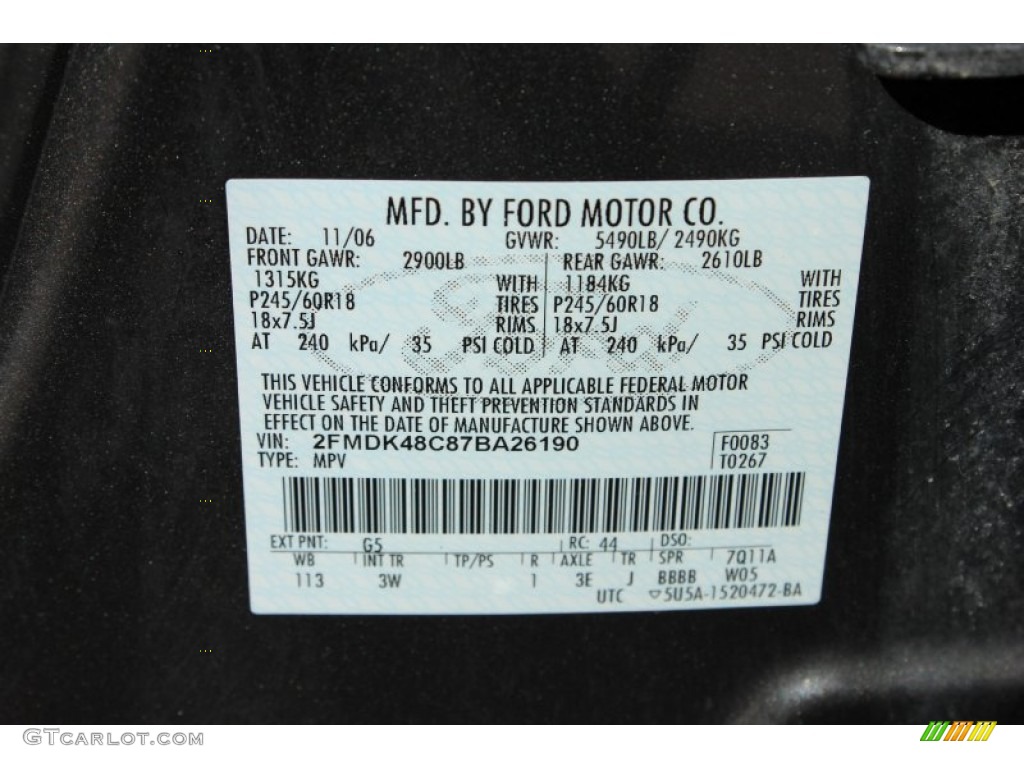 MFD. BY FORD MOTOR CO.
DATE: 11/06 GVWR: 5490LB/ 2490KG
FRONT GAWR: 2900LB REAR GAWR: 2610LB
1315KG WITH 1184KG WITH
P245/60R18 TIRES P245/60R18 TIRES
18x7.5J RIMS 18x7.5J RIMS
AT 240 kPa/ 35 PSI COLD AT 240 kPa/ 35 PSI COLD
THIS VEHICLE CONFORMS TO ALL APPLICABLE FEDERAL MOTOR
VEHICLE SAFETY AND THEFT PREVENTION STANDARDS IN
EFFECT ON THE DATE OF MANUFACTURE SHOWN ABOVE.
VIN: 2FMDK48C87BA26190 F0083
TYPE: MPV T0267
EXT PNT: G5 RC: 44 DSO:
WB INT TR TP/PS R AXLE TR SPR 7Q11A
113 3W 1 3E J BBBB W05
UTC ▽5U5A-1520472-BA
GTCARLOT.COM